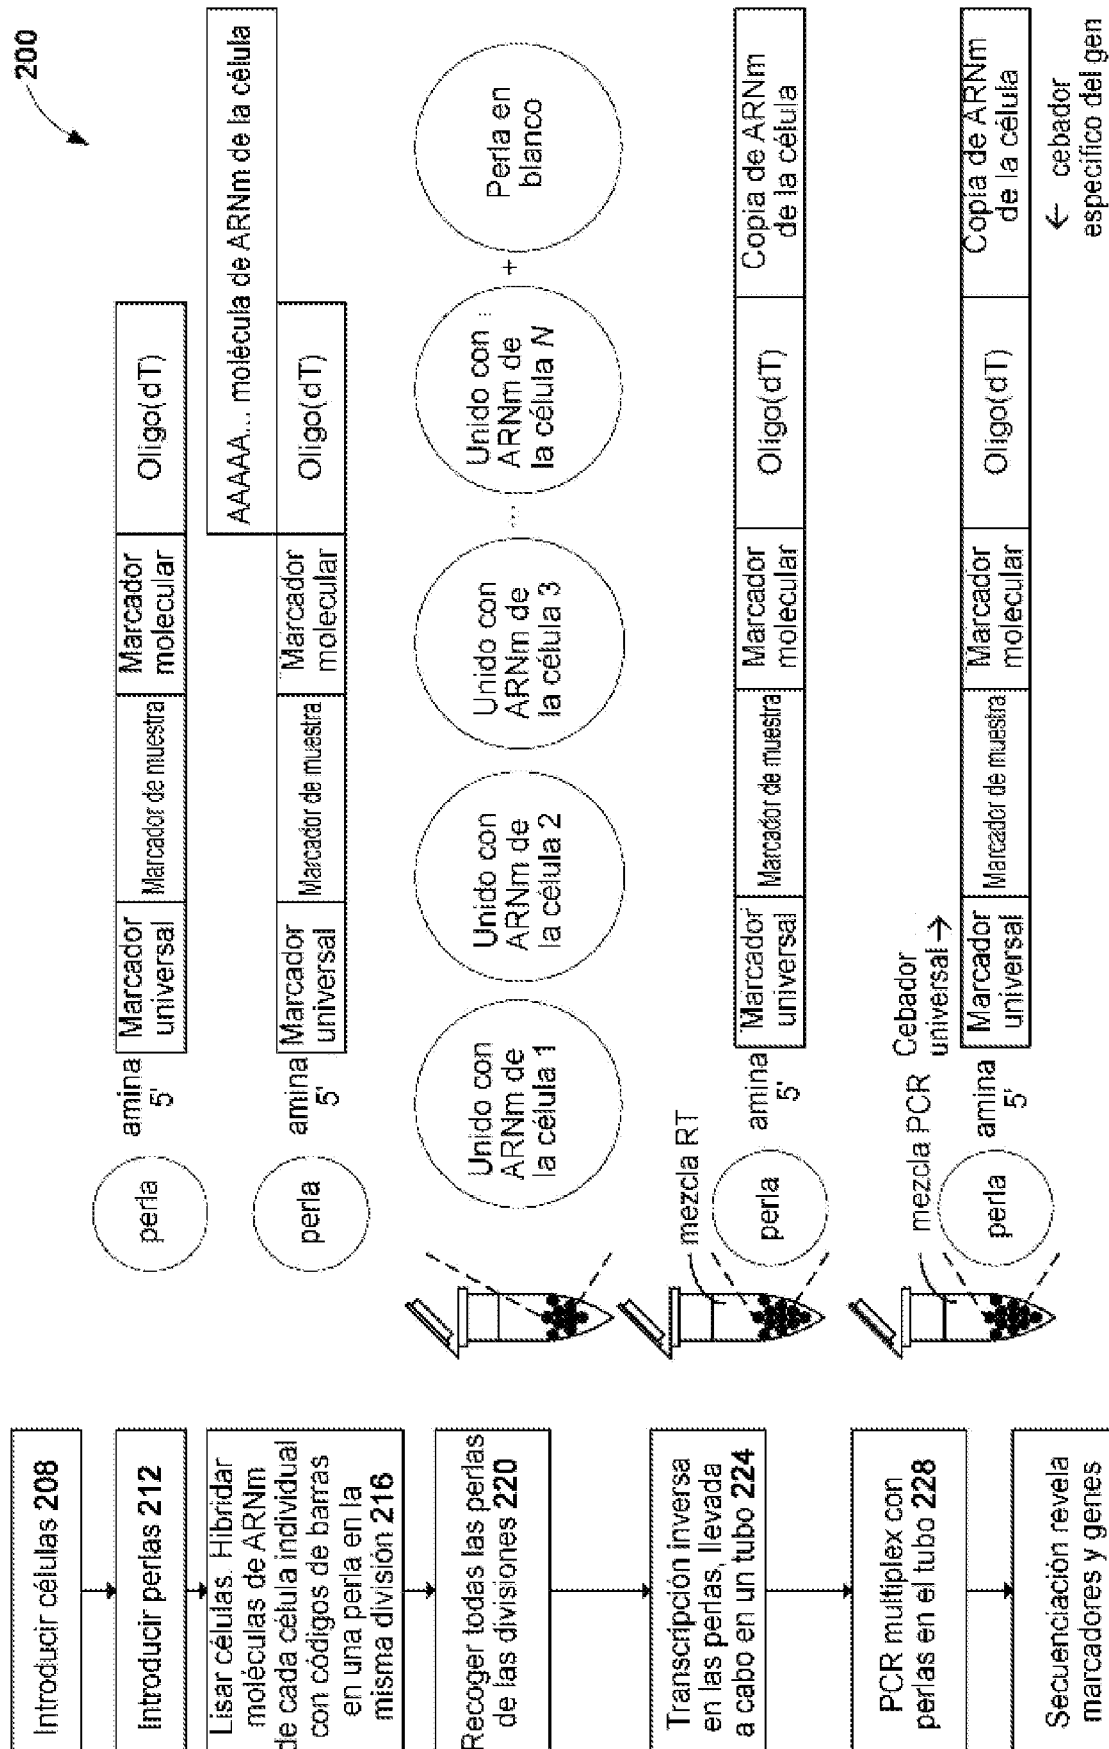 200
Introducir células 208
Introducir perlas 212
perla
amina
5'
Marcador
universal
Marcador de muestra
Marcador
molecular
Oligo(dT)
Lisar células. Hibridar
moléculas de ARNm
de cada célula individual
con códigos de barras
en una perla en la
misma división 216
perla
amina
5'
Marcador
universal
Marcador de muestra
Marcador
molecular
Oligo(dT)
AAAAA... molécula de ARNm de la célula
Recoger todas las perlas
de las divisiones 220
Unido con
ARNm de
la célula 1
Unido con
ARNm de
la célula 2
Unido con
ARNm de
la célula 3
...
Unido con
ARNm de
la célula N
+
Perla en
blanco
Transcripción inversa
en las perlas, llevada
a cabo en un tubo 224
mezcla RT
perla
amina
5'
Marcador
universal
Marcador de muestra
Marcador
molecular
Oligo(dT)
Copia de ARNm
de la célula
PCR multiplex con
perlas en el tubo 228
mezcla PCR
perla
amina
5'
Cebador
universal →
Marcador
universal
Marcador de muestra
Marcador
molecular
Oligo(dT)
Copia de ARNm
de la célula
← cebador
especifico del gen
Secuenciación revela
marcadores y genes